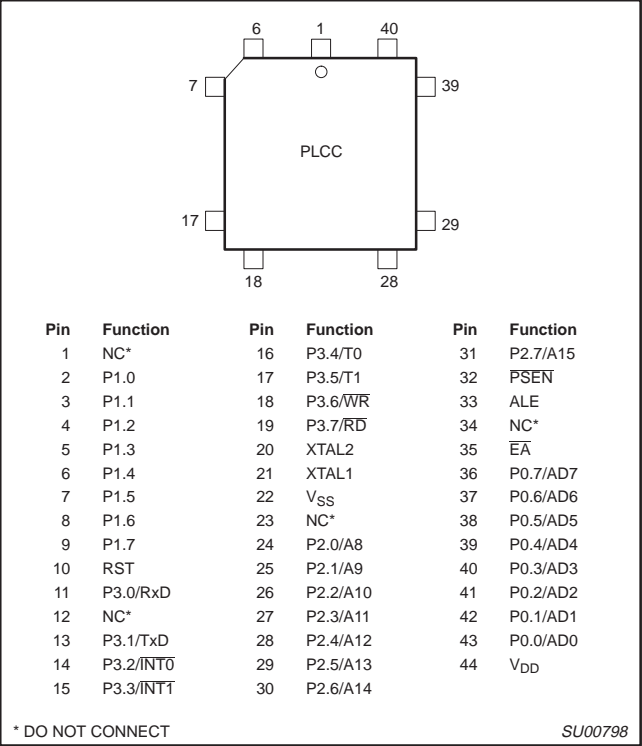 6 1 40
7 39
PLCC
17 29
18 28
Pin Function Pin Function Pin Function
1 NC* 16 P3.4/T0 31 P2.7/A15
2 P1.0 17 P3.5/T1 32 P̅S̅E̅N̅
3 P1.1 18 P3.6/W̅R̅ 33 ALE
4 P1.2 19 P3.7/R̅D̅ 34 NC*
5 P1.3 20 XTAL2 35 E̅A̅
6 P1.4 21 XTAL1 36 P0.7/AD7
7 P1.5 22 VSS 37 P0.6/AD6
8 P1.6 23 NC* 38 P0.5/AD5
9 P1.7 24 P2.0/A8 39 P0.4/AD4
10 RST 25 P2.1/A9 40 P0.3/AD3
11 P3.0/RxD 26 P2.2/A10 41 P0.2/AD2
12 NC* 27 P2.3/A11 42 P0.1/AD1
13 P3.1/TxD 28 P2.4/A12 43 P0.0/AD0
14 P3.2/I̅N̅T̅0̅ 29 P2.5/A13 44 VDD
15 P3.3/I̅N̅T̅1̅ 30 P2.6/A14
* DO NOT CONNECT SU00798